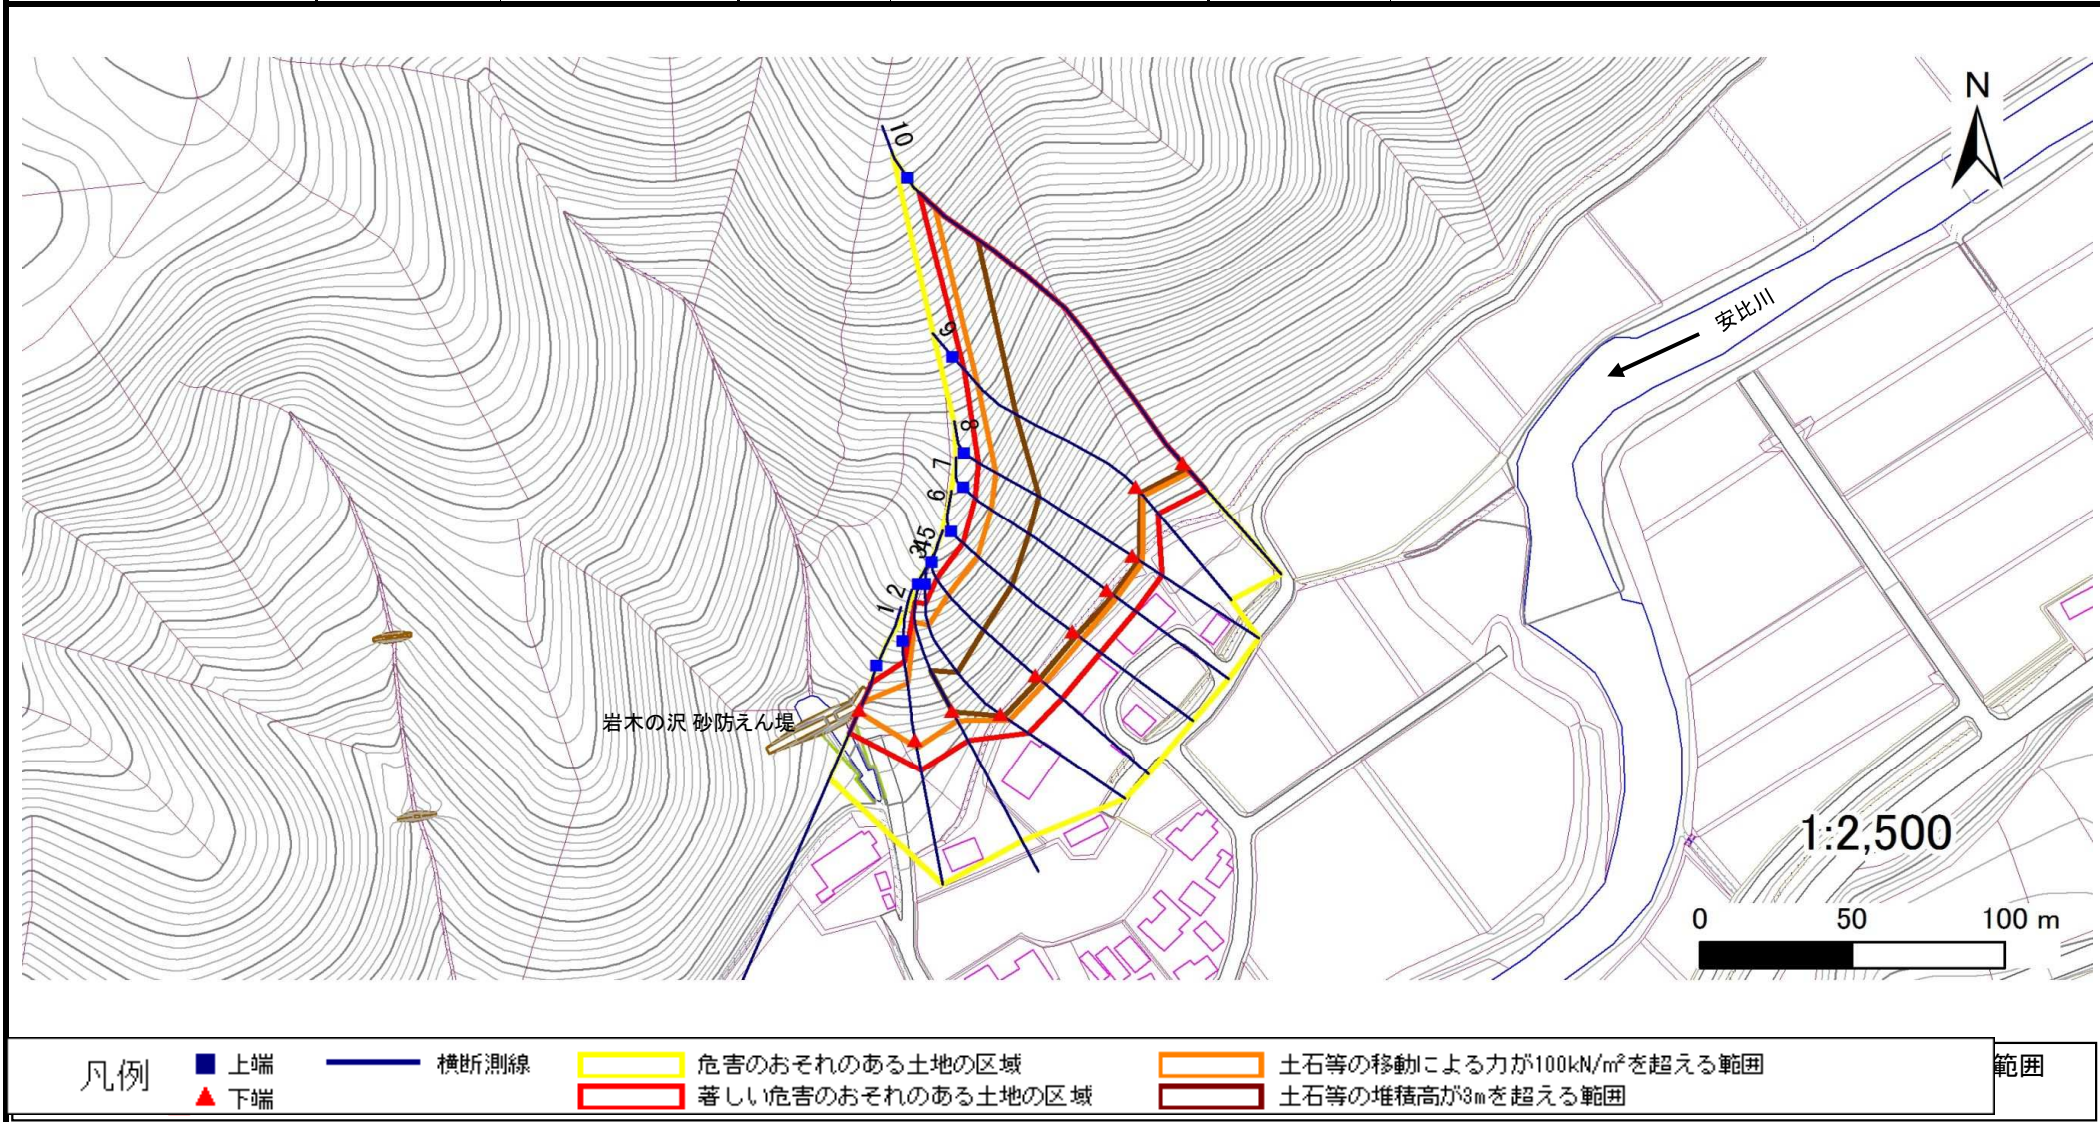 N
10
9
8
7
6
5
4
3
2
1
安比川
岩木の沢 砂防えん堤
1:2,500
0 50 100 m
凡例
上端
横断測線
危害のおそれのある土地の区域
土石等の移動による力が100kN/㎡を超える範囲
範囲
下端
著しい危害のおそれのある土地の区域
土石等の堆積高が3mを超える範囲